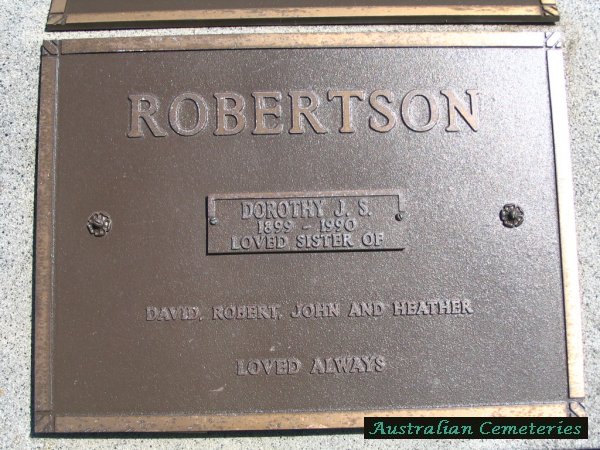 ROBERTSON
DOROTHY J. S.
1899 - 1990
LOVED SISTER OF
DAVID, ROBERT, JOHN AND HEATHER
LOVED ALWAYS
Australian Cemeteries